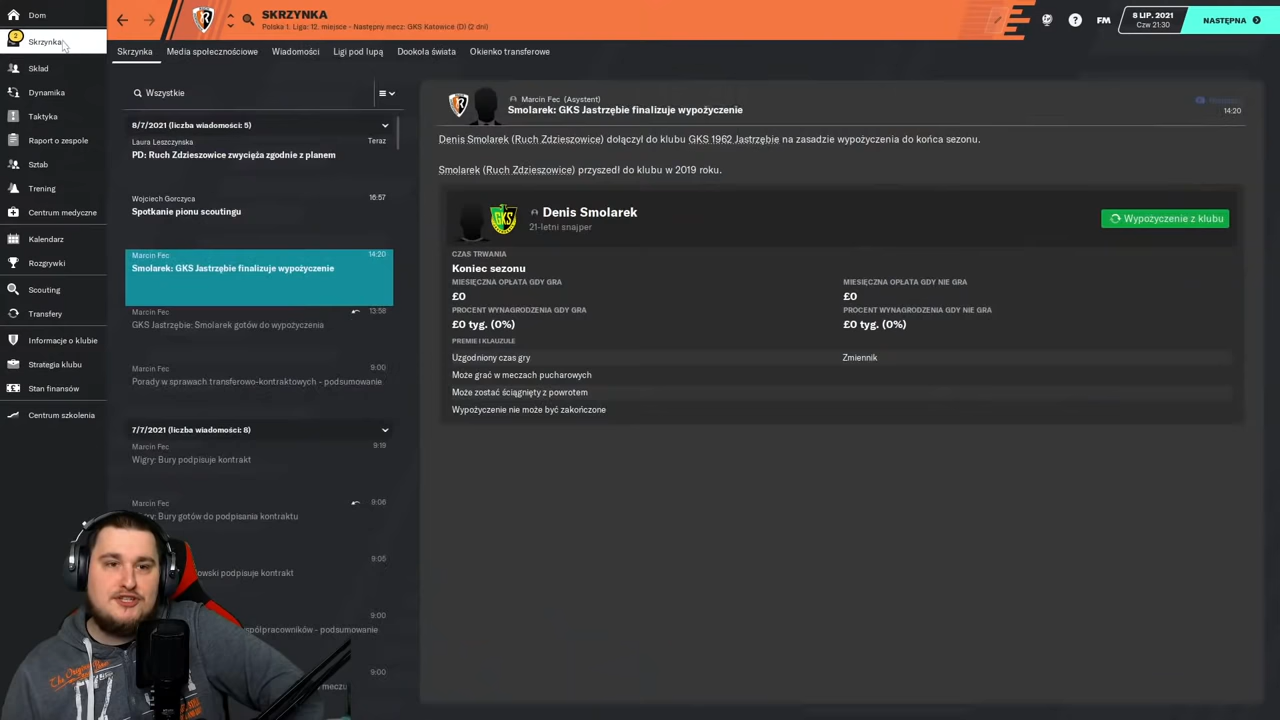 Dom
2
Skrzynka
Skład
Dynamika
Taktyka
Raport o zespole
Sztab
Trening
Centrum medyczne
Kalendarz
Rozgrywki
Scouting
Transfery
Informacje o klubie
Strategia klubu
Stan finansów
Centrum szkolenia
SKRZYNKA
Polska 1. Liga: 12. miejsce - Następny mecz: GKS Katowice (D) (2 dni)
FM
8 LIP. 2021
Czw 21:30
NASTĘPNA
Skrzynka
Media społecznościowe
Wiadomości
Ligi pod lupą
Dookoła świata
Okienko transferowe
Wszystkie
8/7/2021 (liczba wiadomości: 5)
Laura Leszczynska
Teraz
PD: Ruch Zdzieszowice zwycięża zgodnie z planem
Wojciech Gorczyca
16:57
Spotkanie pionu scoutingu
Marcin Fec
14:20
Smolarek: GKS Jastrzębie finalizuje wypożyczenie
Marcin Fec
13:58
GKS Jastrzębie: Smolarek gotów do wypożyczenia
Marcin Fec
9:00
Porady w sprawach transferowo-kontraktowych - podsumowanie
7/7/2021 (liczba wiadomości: 8)
Marcin Fec
9:19
Wigry: Bury podpisuje kontrakt
Marcin Fec
9:06
Bury gotów do podpisania kontraktu
9:05
podpisuje kontrakt
9:00
współpracowników - podsumowanie
9:00
meczu
Marcin Fec (Asystent)
Smolarek: GKS Jastrzębie finalizuje wypożyczenie
14:20
Denis Smolarek (Ruch Zdzieszowice) dołączył do klubu GKS 1962 Jastrzębie na zasadzie wypożyczenia do końca sezonu.
Smolarek (Ruch Zdzieszowice) przyszedł do klubu w 2019 roku.
GKS
Denis Smolarek
21-letni snajper
Wypożyczenie z klubu
CZAS TRWANIA
Koniec sezonu
MIESIĘCZNA OPŁATA GDY GRA
MIESIĘCZNA OPŁATA GDY NIE GRA
£0
£0
PROCENT WYNAGRODZENIA GDY GRA
PROCENT WYNAGRODZENIA GDY NIE GRA
£0 tyg. (0%)
£0 tyg. (0%)
PREMIE I KLAUZULE
Uzgodniony czas gry
Zmiennik
Może grać w meczach pucharowych
Może zostać ściągnięty z powrotem
Wypożyczenie nie może być zakończone